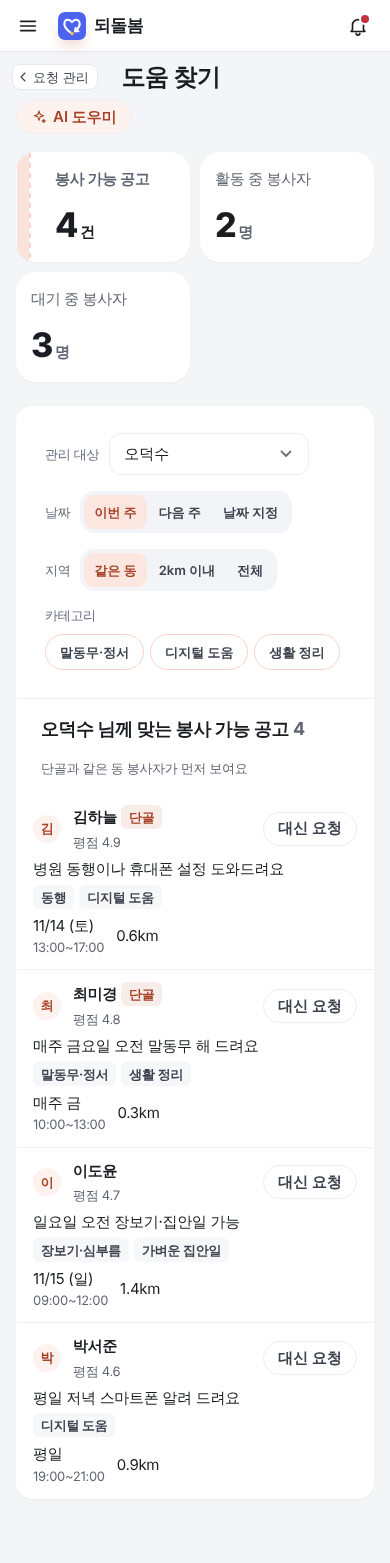 되돌봄
요청 관리
도움 찾기
AI 도우미
봉사 가능 공고
4건
활동 중 봉사자
2명
대기 중 봉사자
3명
관리 대상
오덕수
날짜
이번 주 다음 주 날짜 지정
지역
같은 동 2km 이내 전체
카테고리
말동무·정서 디지털 도움 생활 정리
오덕수 님께 맞는 봉사 가능 공고 4
단골과 같은 동 봉사자가 먼저 보여요
김
김하늘 단골
평점 4.9
대신 요청
병원 동행이나 휴대폰 설정 도와드려요
동행 디지털 도움
11/14 (토)
13:00~17:00
0.6km
최
최미경 단골
평점 4.8
대신 요청
매주 금요일 오전 말동무 해 드려요
말동무·정서 생활 정리
매주 금
10:00~13:00
0.3km
이
이도윤
평점 4.7
대신 요청
일요일 오전 장보기·집안일 가능
장보기·심부름 가벼운 집안일
11/15 (일)
09:00~12:00
1.4km
박
박서준
평점 4.6
대신 요청
평일 저녁 스마트폰 알려 드려요
디지털 도움
평일
19:00~21:00
0.9km